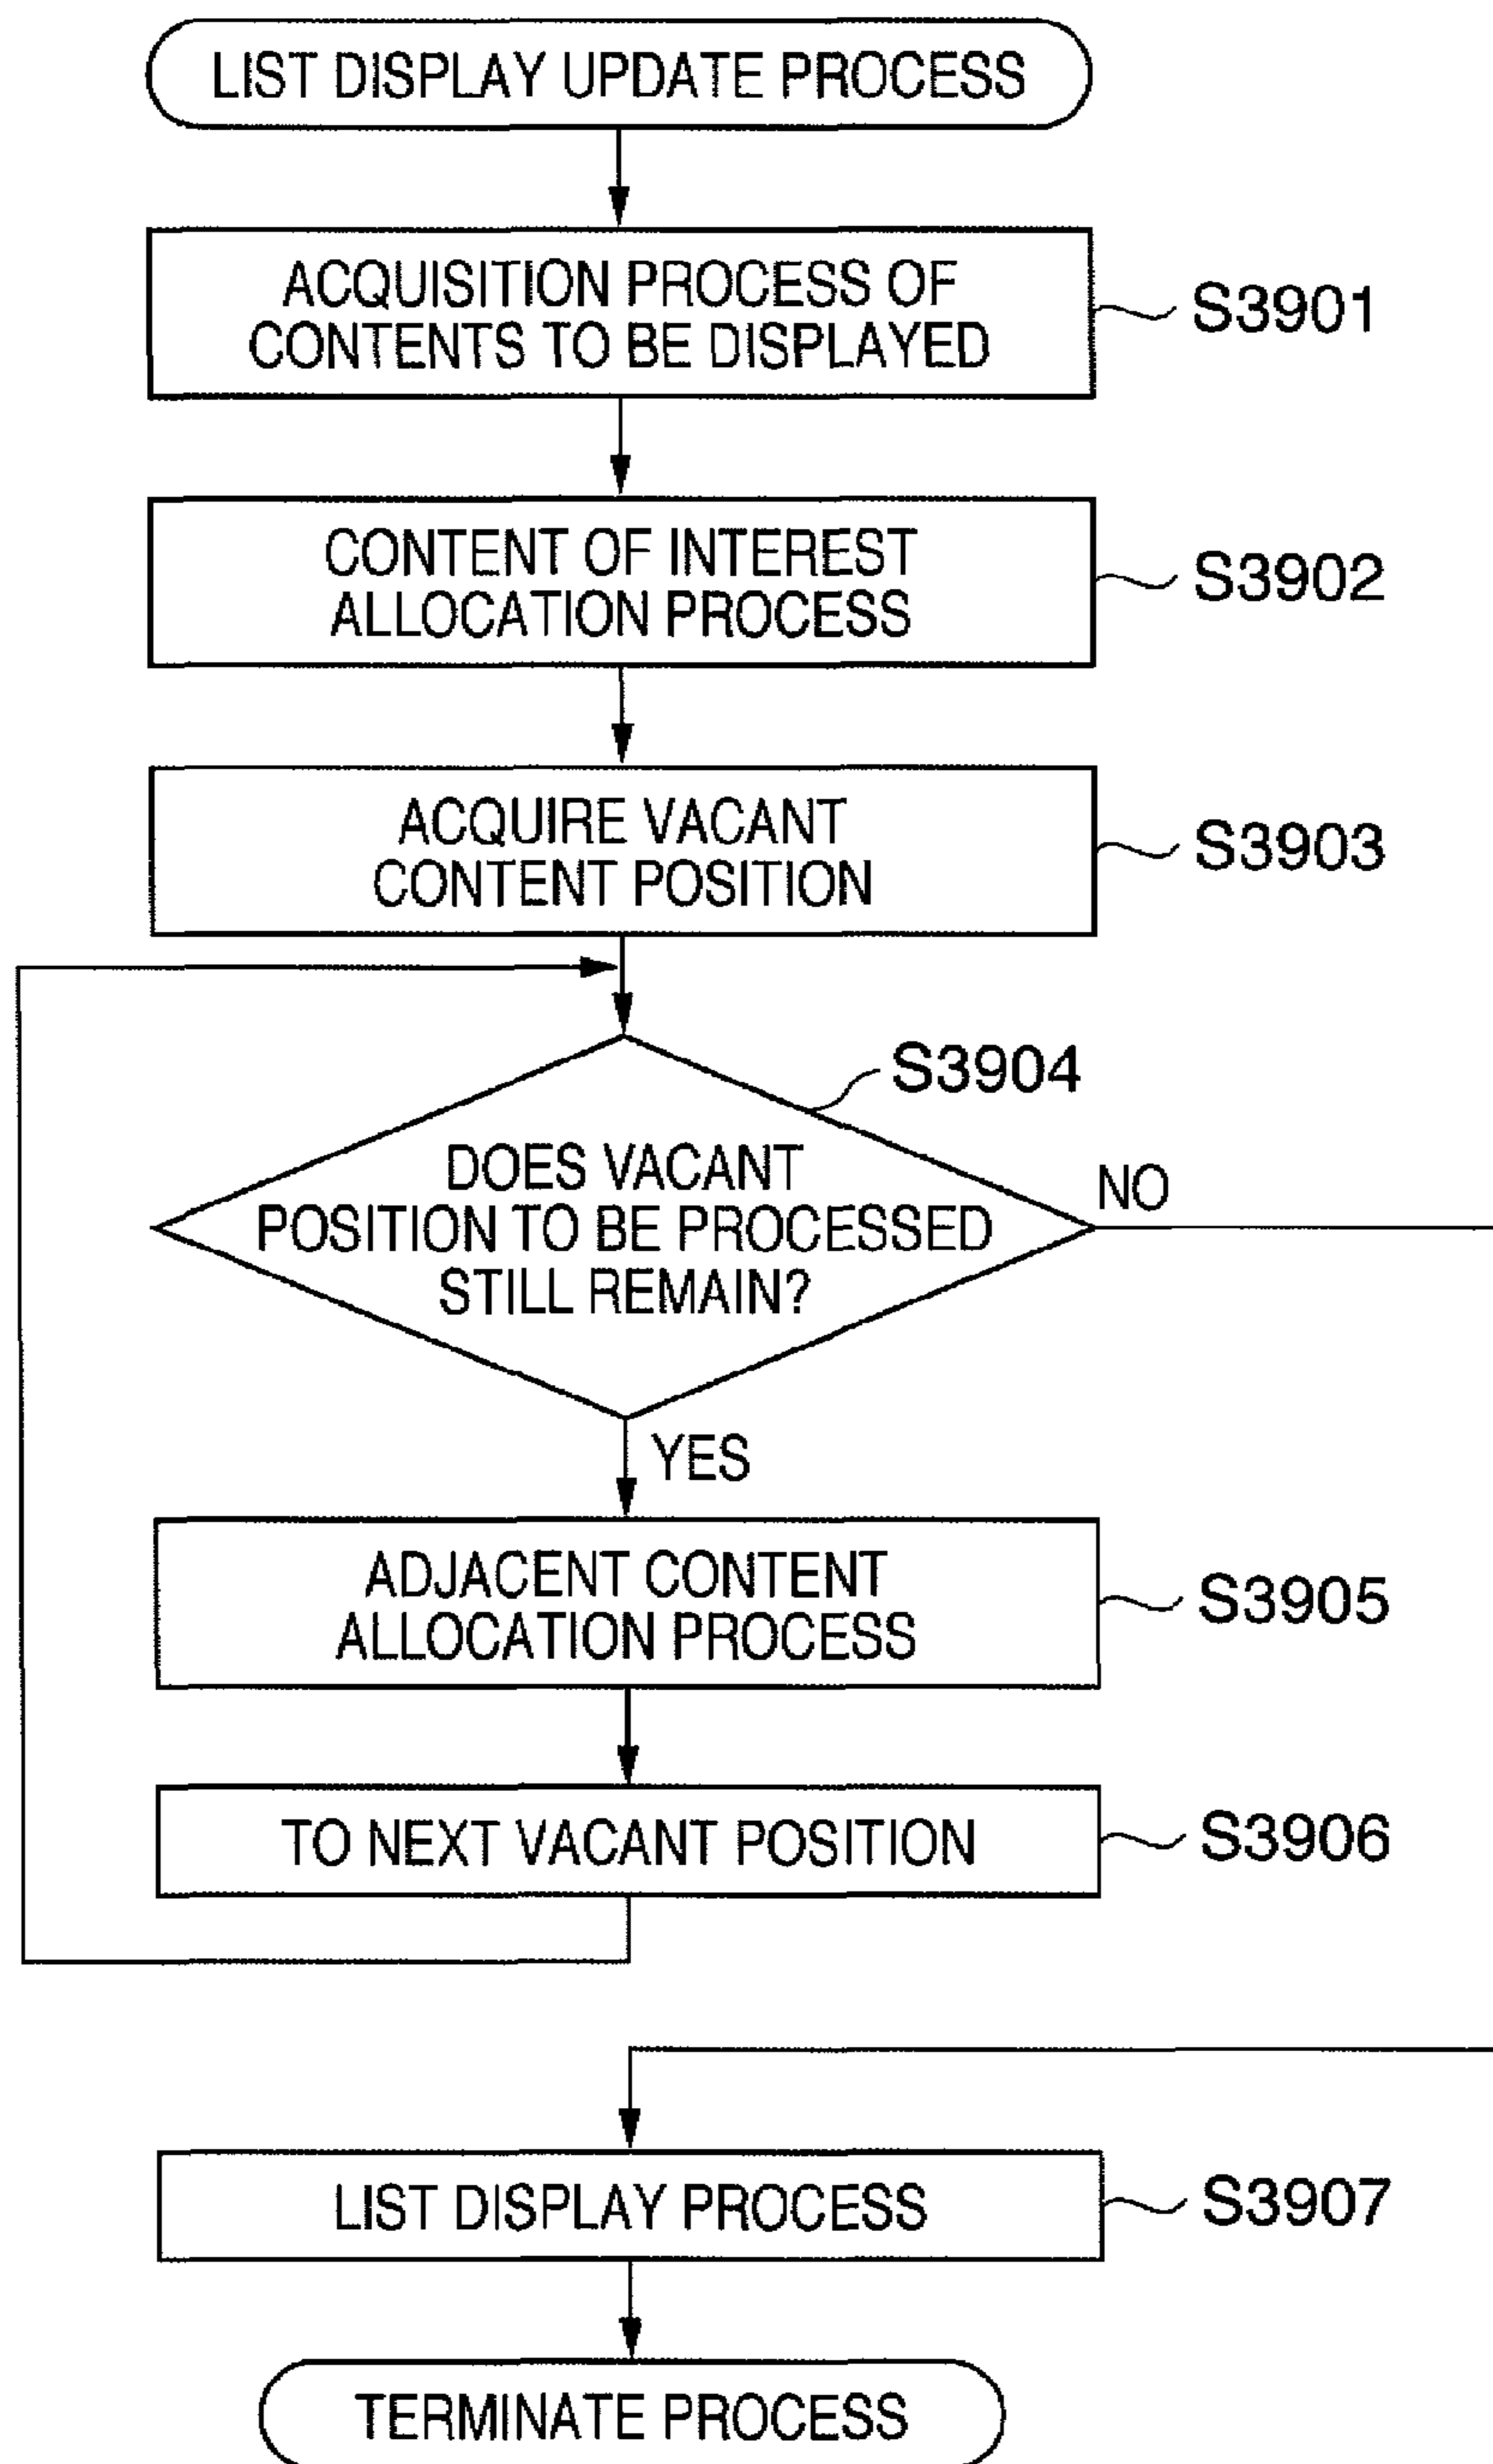 LIST DISPLAY UPDATE PROCESS
ACQUISITION PROCESS OF
CONTENTS TO BE DISPLAYED
S3901
CONTENT OF INTEREST
ALLOCATION PROCESS
S3902
ACQUIRE VACANT
CONTENT POSITION
S3903
S3904
DOES VACANT
POSITION TO BE PROCESSED
STILL REMAIN?
NO
YES
ADJACENT CONTENT
ALLOCATION PROCESS
S3905
TO NEXT VACANT POSITION
S3906
LIST DISPLAY PROCESS
S3907
TERMINATE PROCESS